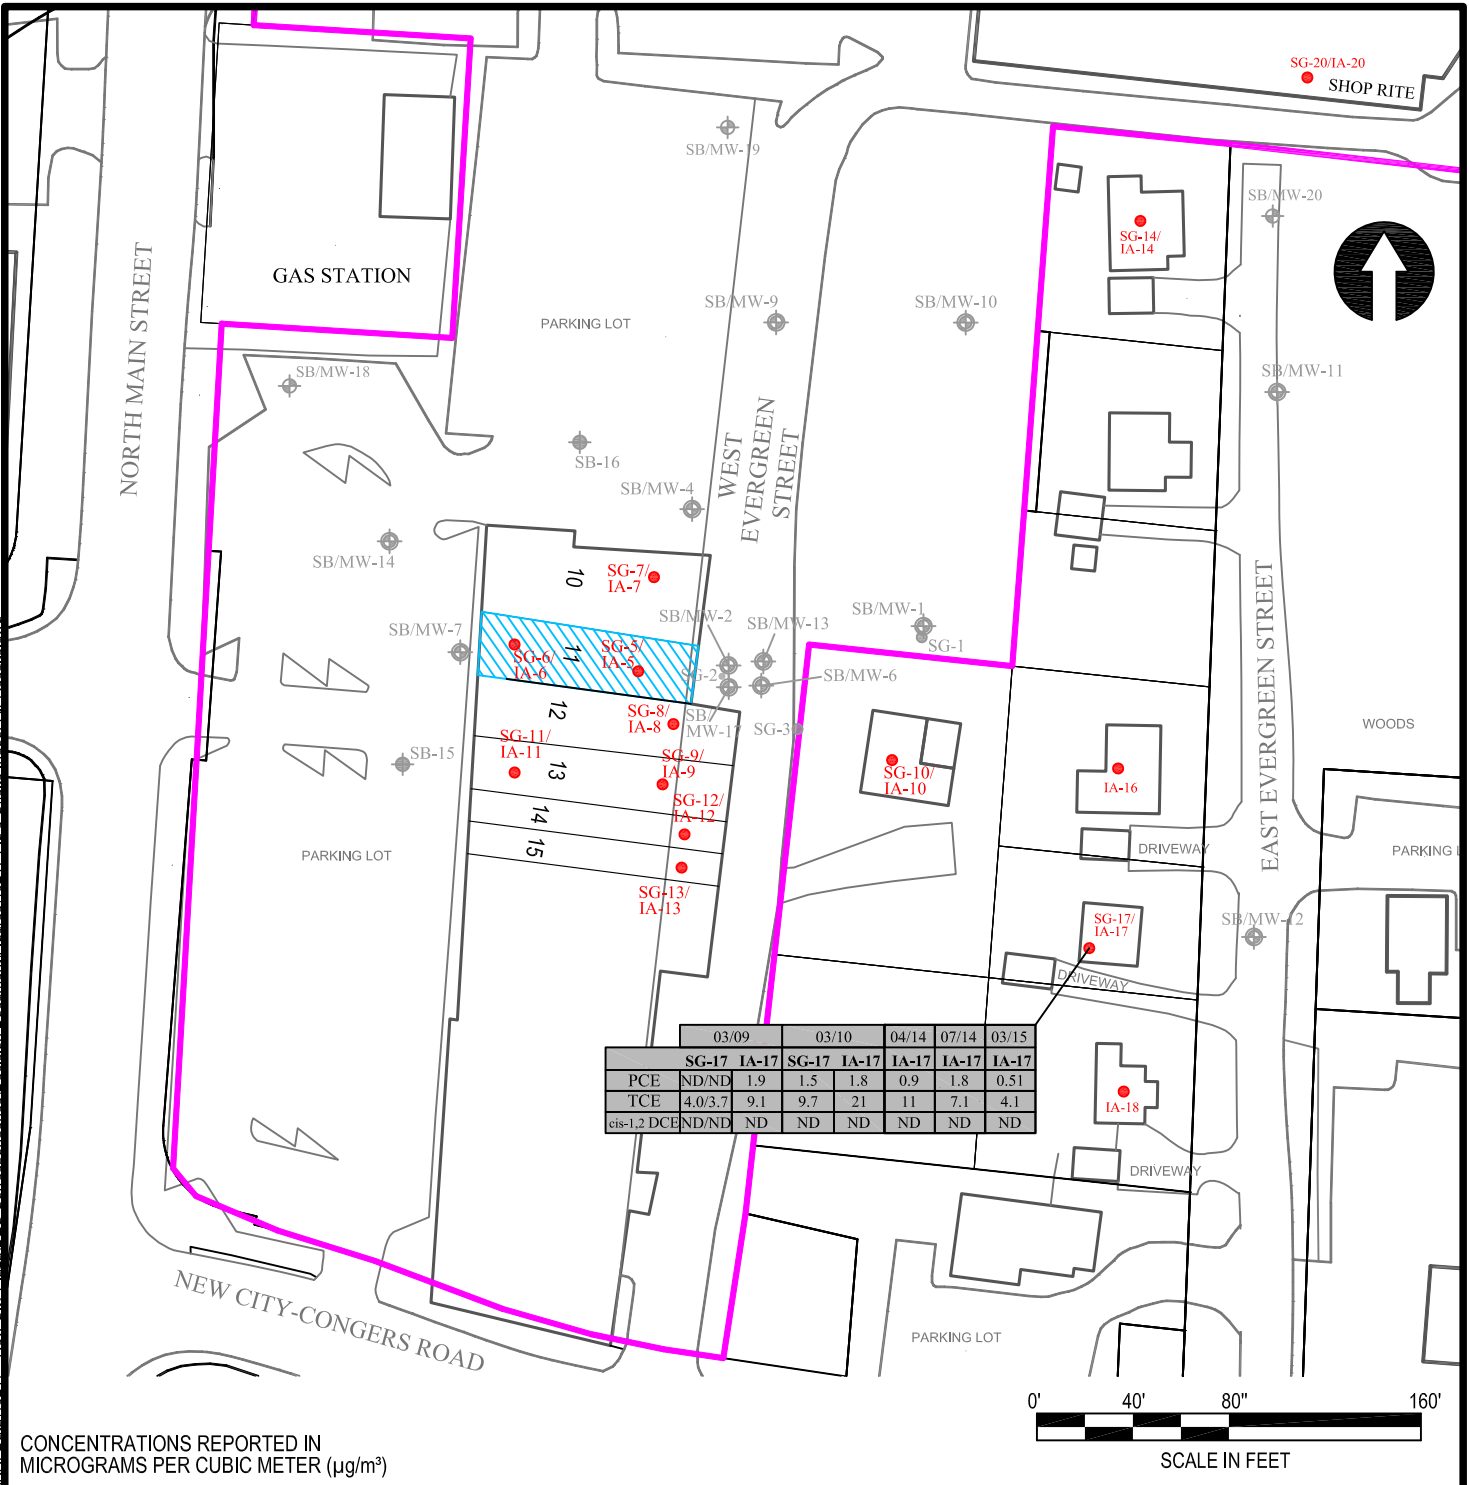 SG-20/IA-20
SHOP RITE
SB/MW-19
SB/MW-20
SG-14/
IA-14
GAS STATION
NORTH MAIN STREET
PARKING LOT
SB/MW-9
SB/MW-10
SB/MW-18
SB/MW-11
WEST
EVERGREEN
STREET
SB-16
SB/MW-4
SB/MW-14
10
SG-7/
IA-7
SB/MW-7
SB/MW-2
SB/MW-13
SB/MW-1
SG-1
11
SG-6/
IA-6
SG-5/
IA-5
SG-2
SB/MW-6
SB/
MW-17
SG-3
EAST EVERGREEN STREET
WOODS
12
SG-8/
IA-8
SG-11/
IA-11
SB-15
13
SG-9/
IA-9
SG-10/
IA-10
IA-16
14
SG-12/
IA-12
15
SG-13/
IA-13
PARKING LOT
DRIVEWAY
PARKING L
SG-17/
IA-17
SB/MW-12
DRIVEWAY
03/09 03/10 04/14 07/14 03/15
SG-17 IA-17 SG-17 IA-17 IA-17 IA-17 IA-17
PCE ND/ND 1.9 1.5 1.8 0.9 1.8 0.51
TCE 4.0/3.7 9.1 9.7 21 11 7.1 4.1
cis-1,2 DCE ND/ND ND ND ND ND ND ND
IA-18
DRIVEWAY
NEW CITY-CONGERS ROAD
PARKING LOT
0' 40' 80" 160'
SCALE IN FEET
CONCENTRATIONS REPORTED IN
MICROGRAMS PER CUBIC METER (µg/m³)